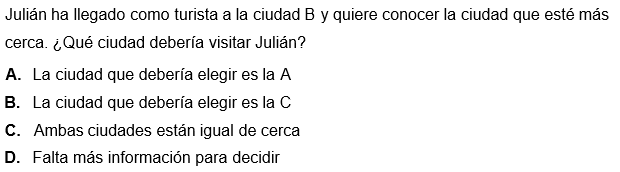 Julián ha llegado como turista a la ciudad B y quiere conocer la ciudad que esté más
cerca. ¿Qué ciudad debería visitar Julián?
A. La ciudad que debería elegir es la A
B. La ciudad que debería elegir es la C
C. Ambas ciudades están igual de cerca
D. Falta más información para decidir